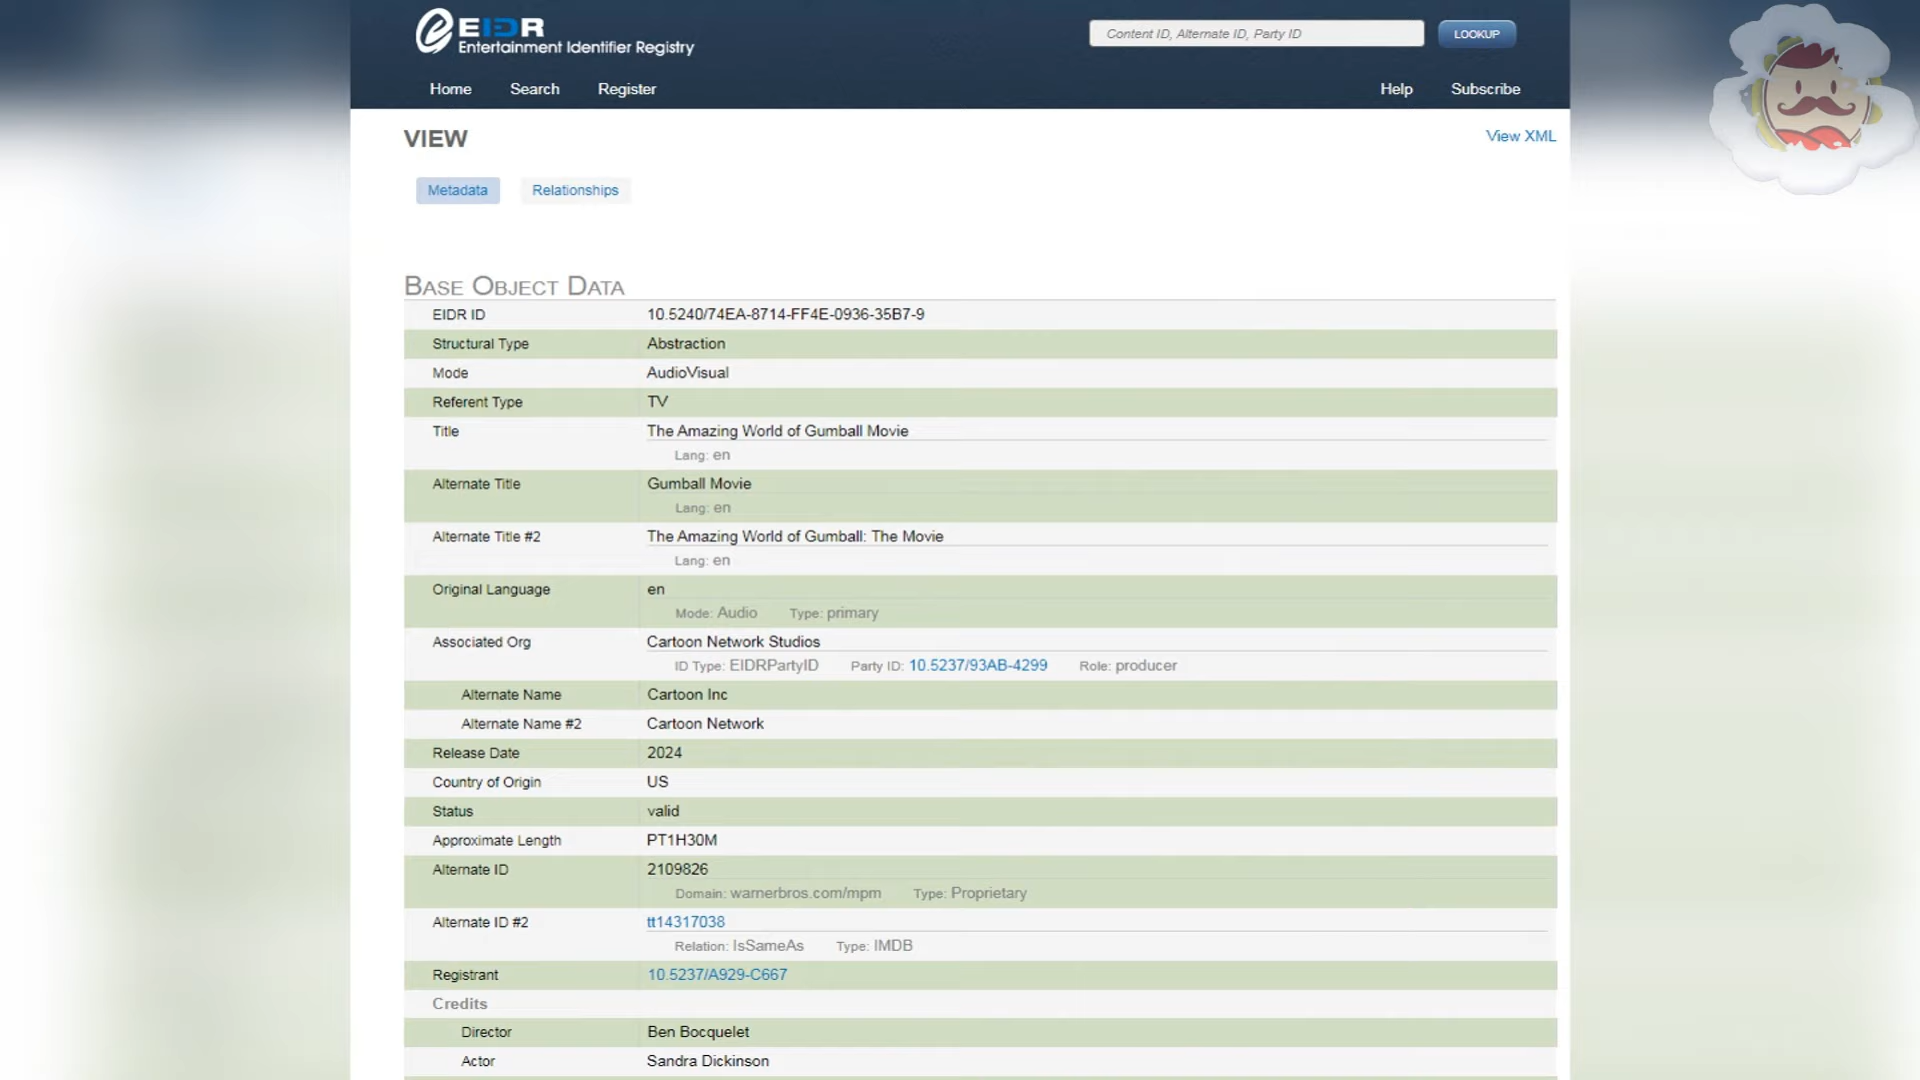 EIDR
Entertainment Identifier Registry
Content ID, Alternate ID, Party ID
LOOKUP
Home Search Register Help Subscribe
VIEW
View XML
Metadata Relationships
BASE OBJECT DATA
EIDR ID 10.5240/74EA-8714-FF4E-0936-35B7-9
Structural Type Abstraction
Mode AudioVisual
Referent Type TV
Title The Amazing World of Gumball Movie
Lang: en
Alternate Title Gumball Movie
Lang: en
Alternate Title #2 The Amazing World of Gumball: The Movie
Lang: en
Original Language en
Mode: Audio Type: primary
Associated Org Cartoon Network Studios
ID Type: EIDRPartyID Party ID: 10.5237/93AB-4299 Role: producer
Alternate Name Cartoon Inc
Alternate Name #2 Cartoon Network
Release Date 2024
Country of Origin US
Status valid
Approximate Length PT1H30M
Alternate ID 2109826
Domain: warnerbros.com/mpm Type: Proprietary
Alternate ID #2 tt14317038
Relation: IsSameAs Type: IMDB
Registrant 10.5237/A929-C667
Credits
Director Ben Bocquelet
Actor Sandra Dickinson